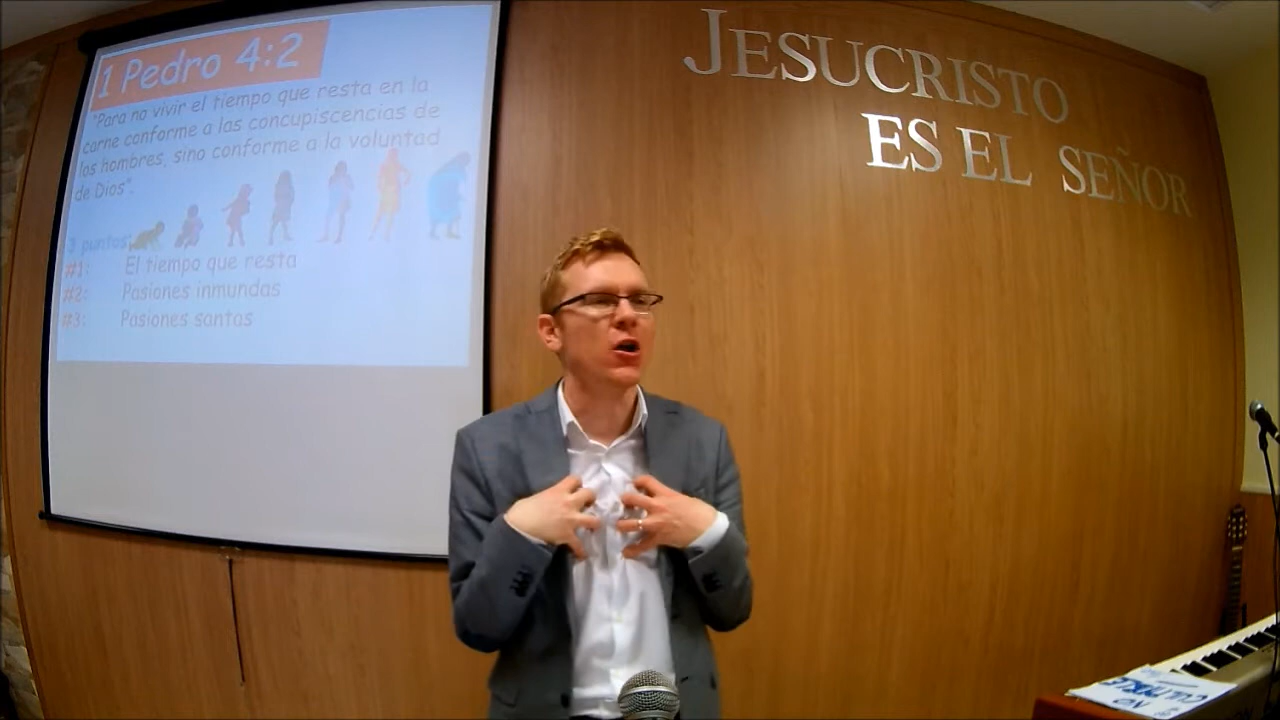 1 Pedro 4:2
"Para no vivir el tiempo que resta en la
carne conforme a las concupiscencias de
los hombres, sino conforme a la voluntad
de Dios".
3 puntos:
#1: El tiempo que resta
#2: Pasiones inmundas
#3: Pasiones santas
JESUCRISTO
ES EL SEÑOR
NO